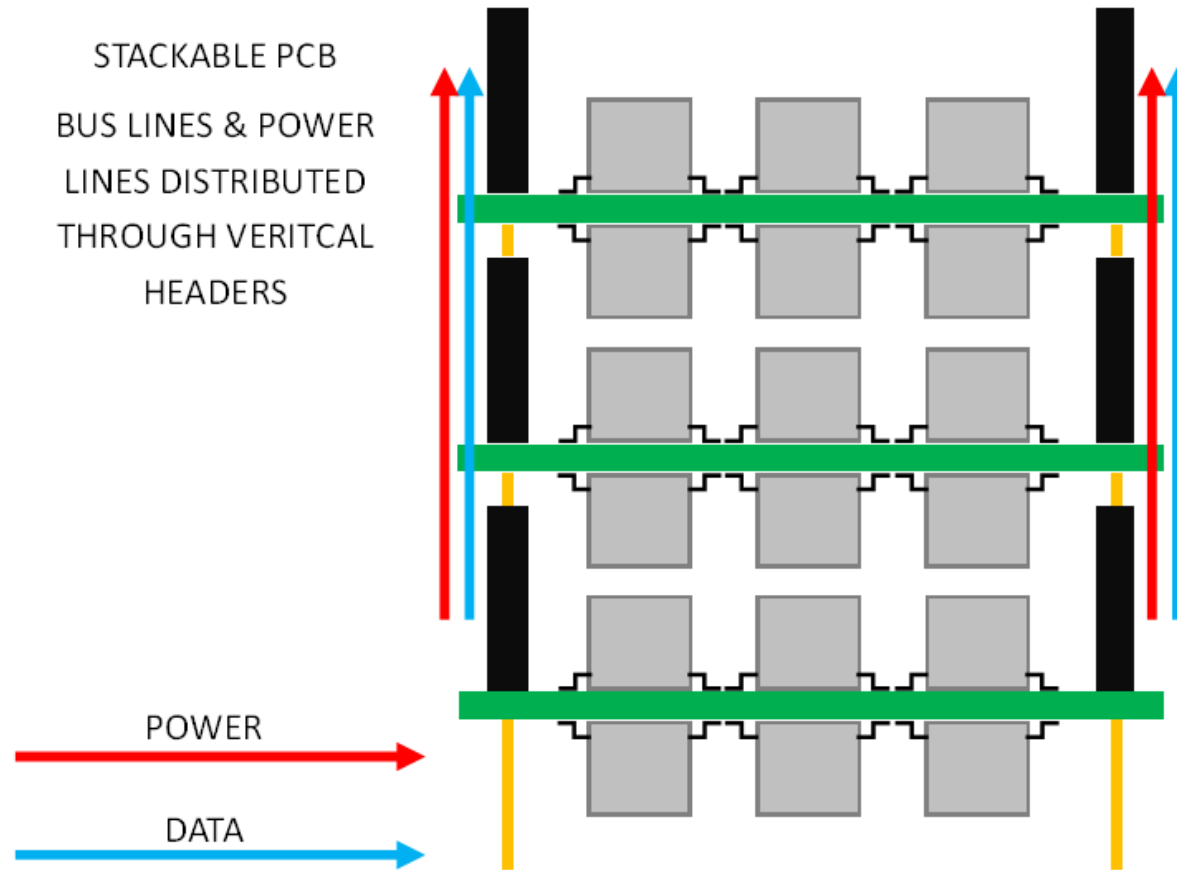 STACKABLE PCB
BUS LINES & POWER
LINES DISTRIBUTED
THROUGH VERITCAL
HEADERS
POWER
DATA